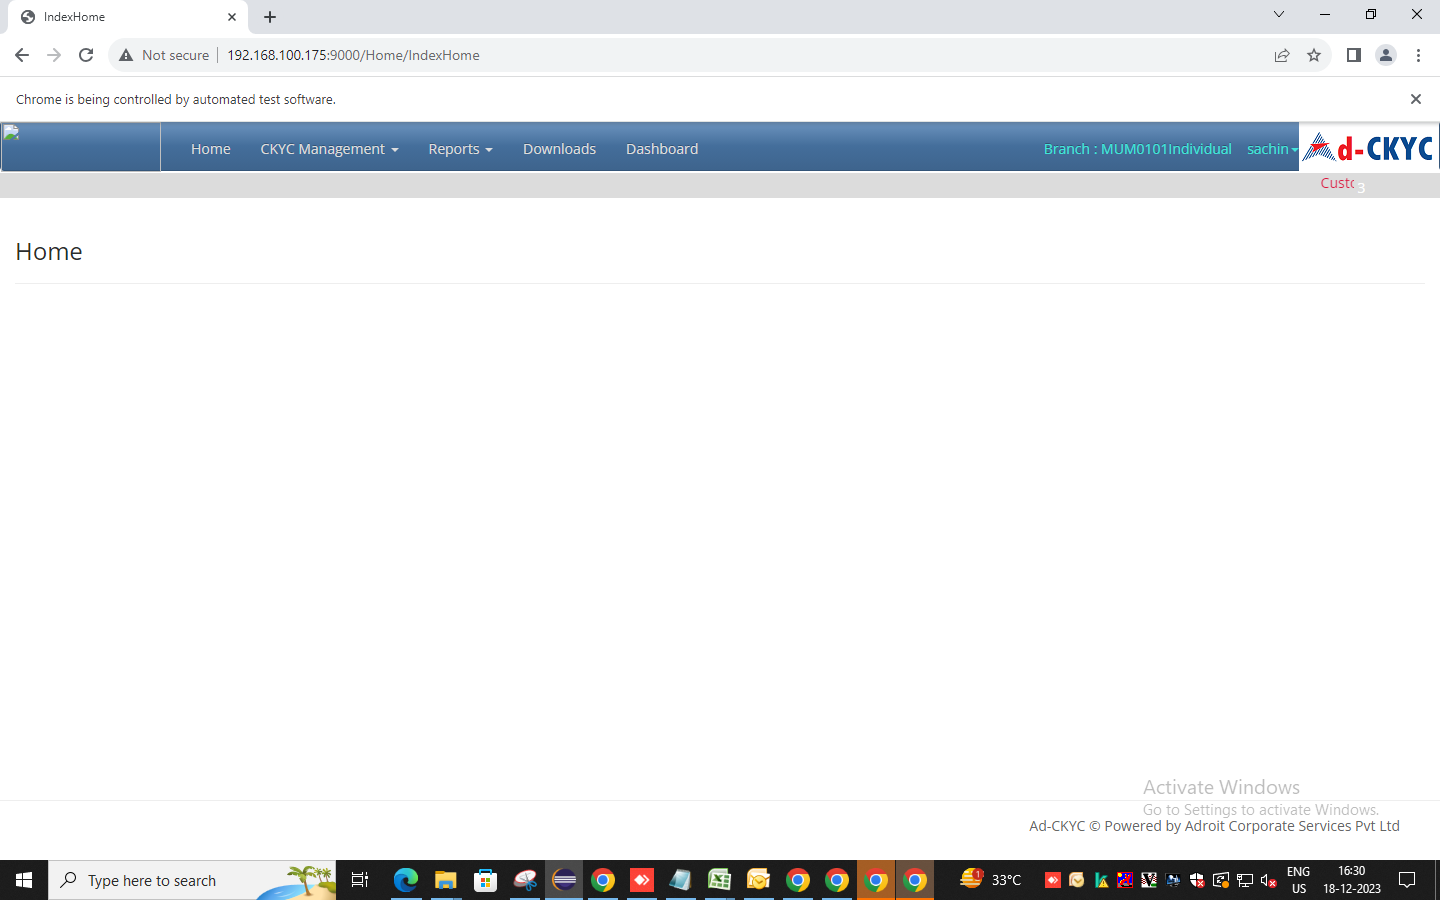 IndexHome
Not secure 192.168.100.175:9000/Home/IndexHome
Chrome is being controlled by automated test software.
Home CKYC Management Reports Downloads Dashboard Branch : MUM0101Individual sachin d-CKYC
3
Home
Activate Windows
Go to Settings to activate Windows.
Ad-CKYC © Powered by Adroit Corporate Services Pvt Ltd
Type here to search 1 33°C ENG 16:30
US 18-12-2023